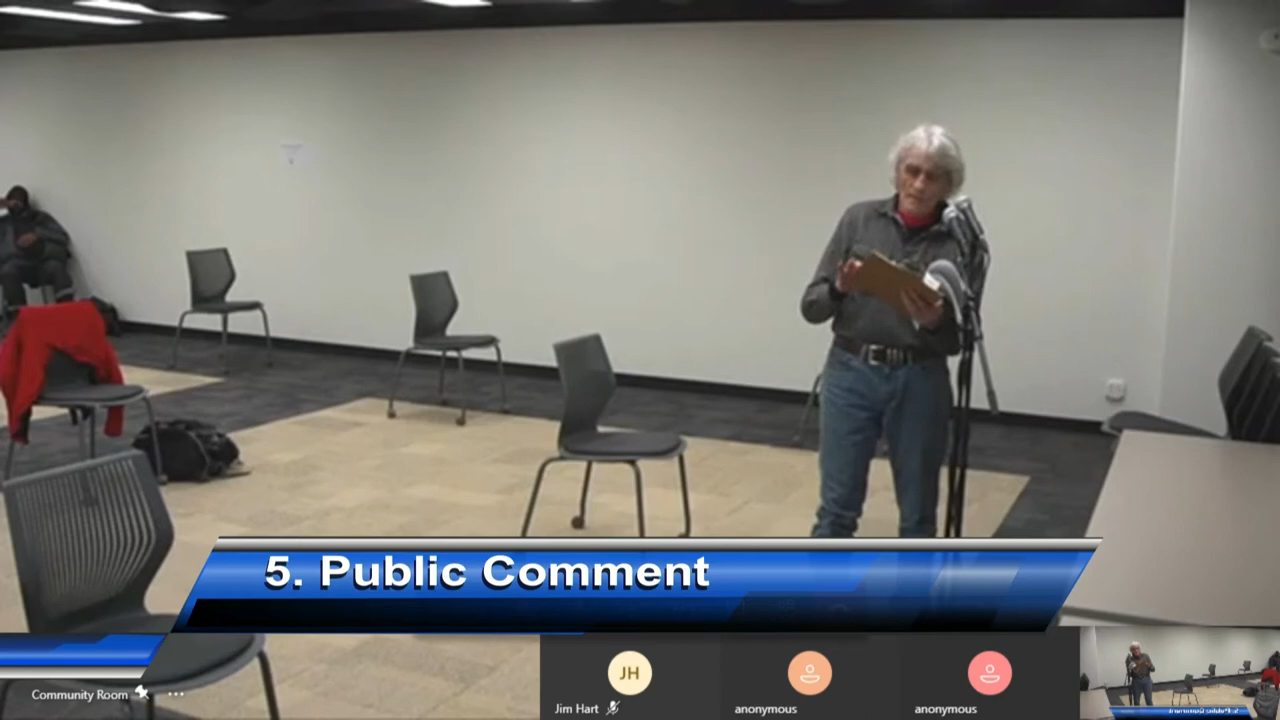 5. Public Comment
Community Room
JH
Jim Hart
anonymous
anonymous